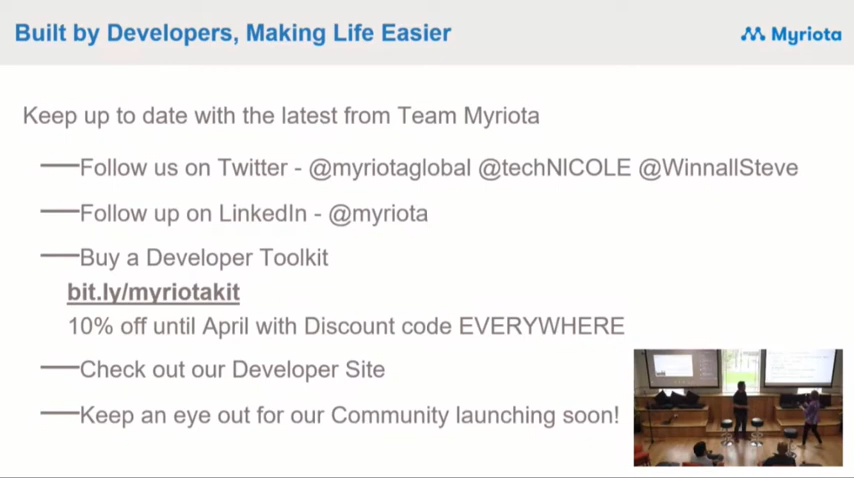 Built by Developers, Making Life Easier
Myriota
Keep up to date with the latest from Team Myriota
Follow us on Twitter - @myriotaglobal @techNICOLE @WinnallSteve
Follow up on LinkedIn - @myriota
Buy a Developer Toolkit
bit.ly/myriotakit
10% off until April with Discount code EVERYWHERE
Check out our Developer Site
Keep an eye out for our Community launching soon!